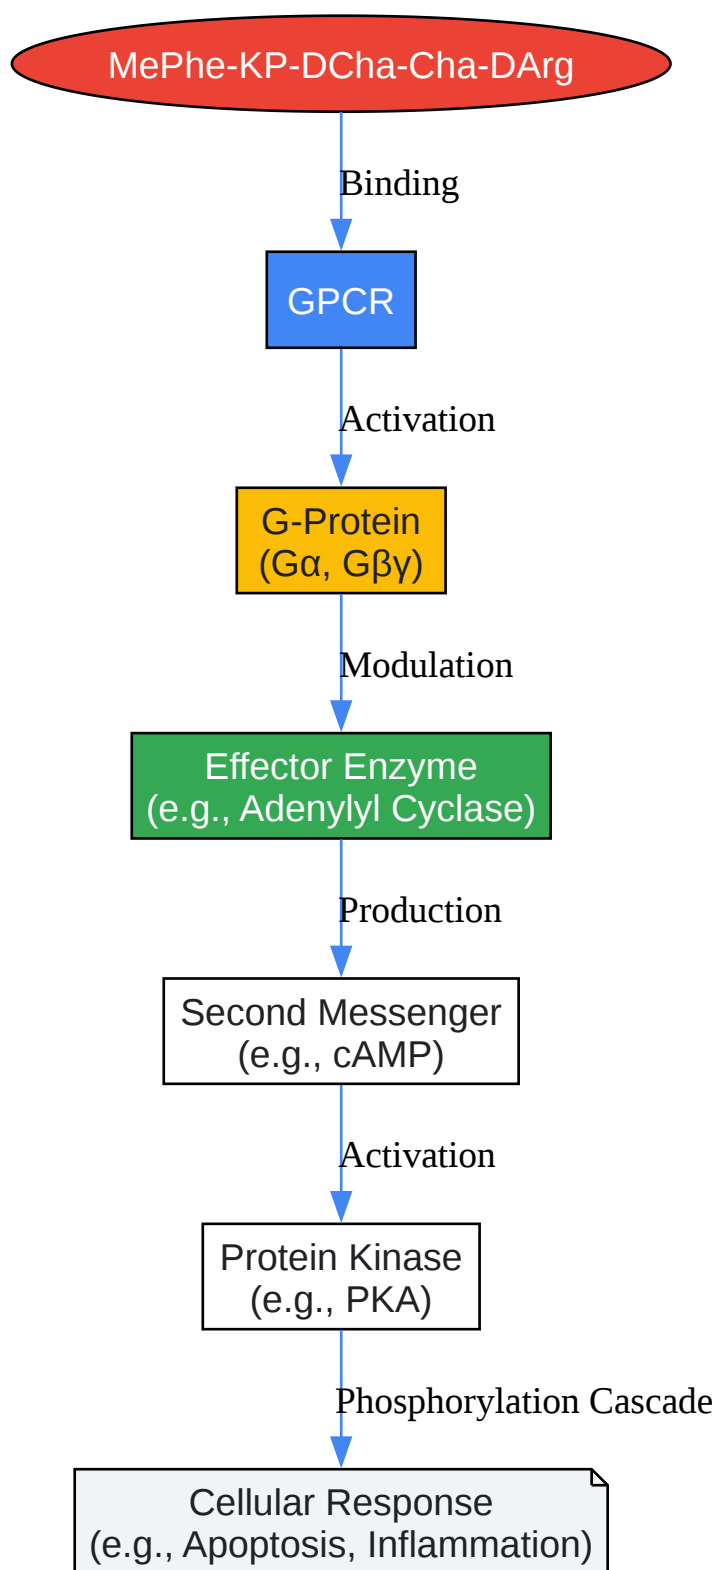 MePhe-KP-DCha-Cha-DArg
Binding
GPCR
Activation
G-Protein
(Gα, Gβγ)
Modulation
Effector Enzyme
(e.g., Adenylyl Cyclase)
Production
Second Messenger
(e.g., cAMP)
Activation
Protein Kinase
(e.g., PKA)
Phosphorylation Cascade
Cellular Response
(e.g., Apoptosis, Inflammation)